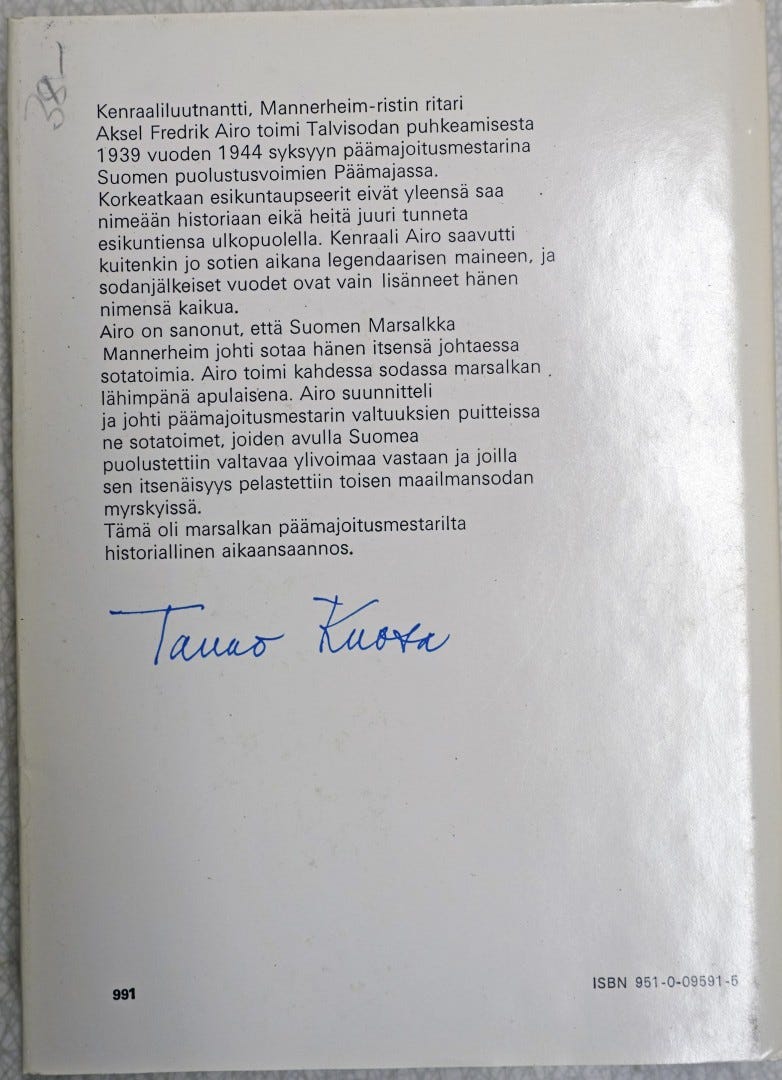 38,-
Kenraaliluutnantti, Mannerheim-ristin ritari
Aksel Fredrik Airo toimi Talvisodan puhkeamisesta
1939 vuoden 1944 syksyyn päämajoitusmestarina
Suomen puolustusvoimien Päämajassa.
Korkeatkaan esikuntaupseerit eivät yleensä saa
nimeään historiaan eikä heitä juuri tunneta
esikuntiensa ulkopuolella. Kenraali Airo saavutti
kuitenkin jo sotien aikana legendaarisen maineen, ja
sodanjälkeiset vuodet ovat vain lisänneet hänen
nimensä kaikua.
Airo on sanonut, että Suomen Marsalkka
Mannerheim johti sotaa hänen itsensä johtaessa
sotatoimia. Airo toimi kahdessa sodassa marsalkan
lähimpänä apulaisena. Airo suunnitteli
ja johti päämajoitusmestarin valtuuksien puitteissa
ne sotatoimet, joiden avulla Suomea
puolustettiin valtavaa ylivoimaa vastaan ja joilla
sen itsenäisyys pelastettiin toisen maailmansodan
myrskyissä.
Tämä oli marsalkan päämajoitusmestarilta
historiallinen aikaansaannos.
Tauno Kuosa
991
ISBN 951-0-09591-5